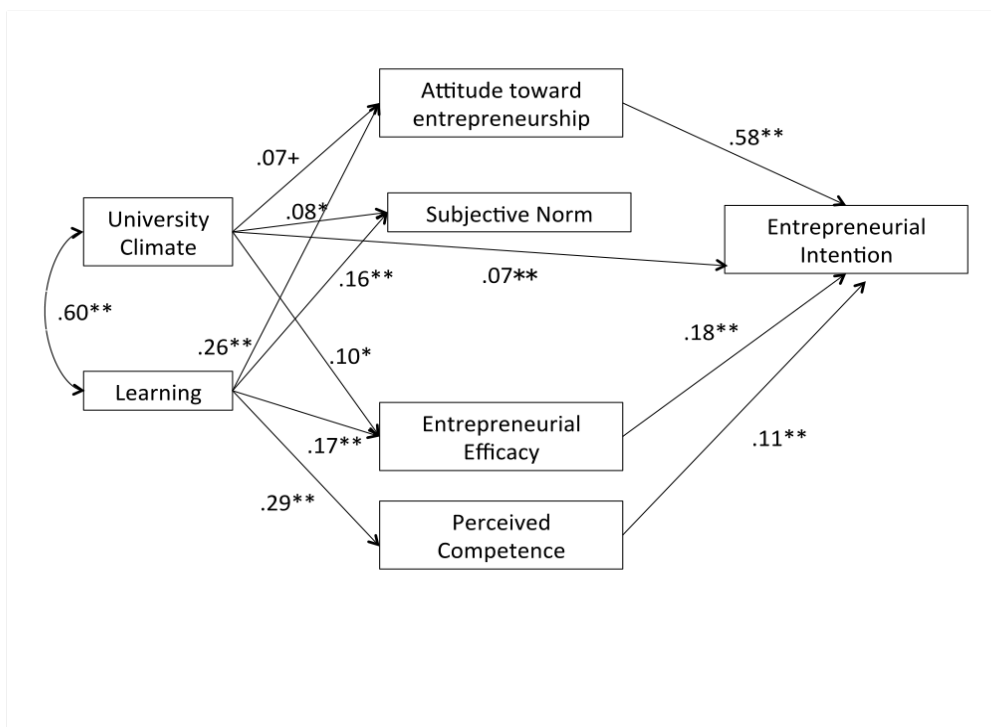 Attitude toward
entrepreneurship
.58**
.07+
University
Climate
.08*
Subjective Norm
Entrepreneurial
Intention
.16**
.07**
.60**
.18**
.26**
.10*
Learning
Entrepreneurial
Efficacy
.17**
.11**
.29**
Perceived
Competence